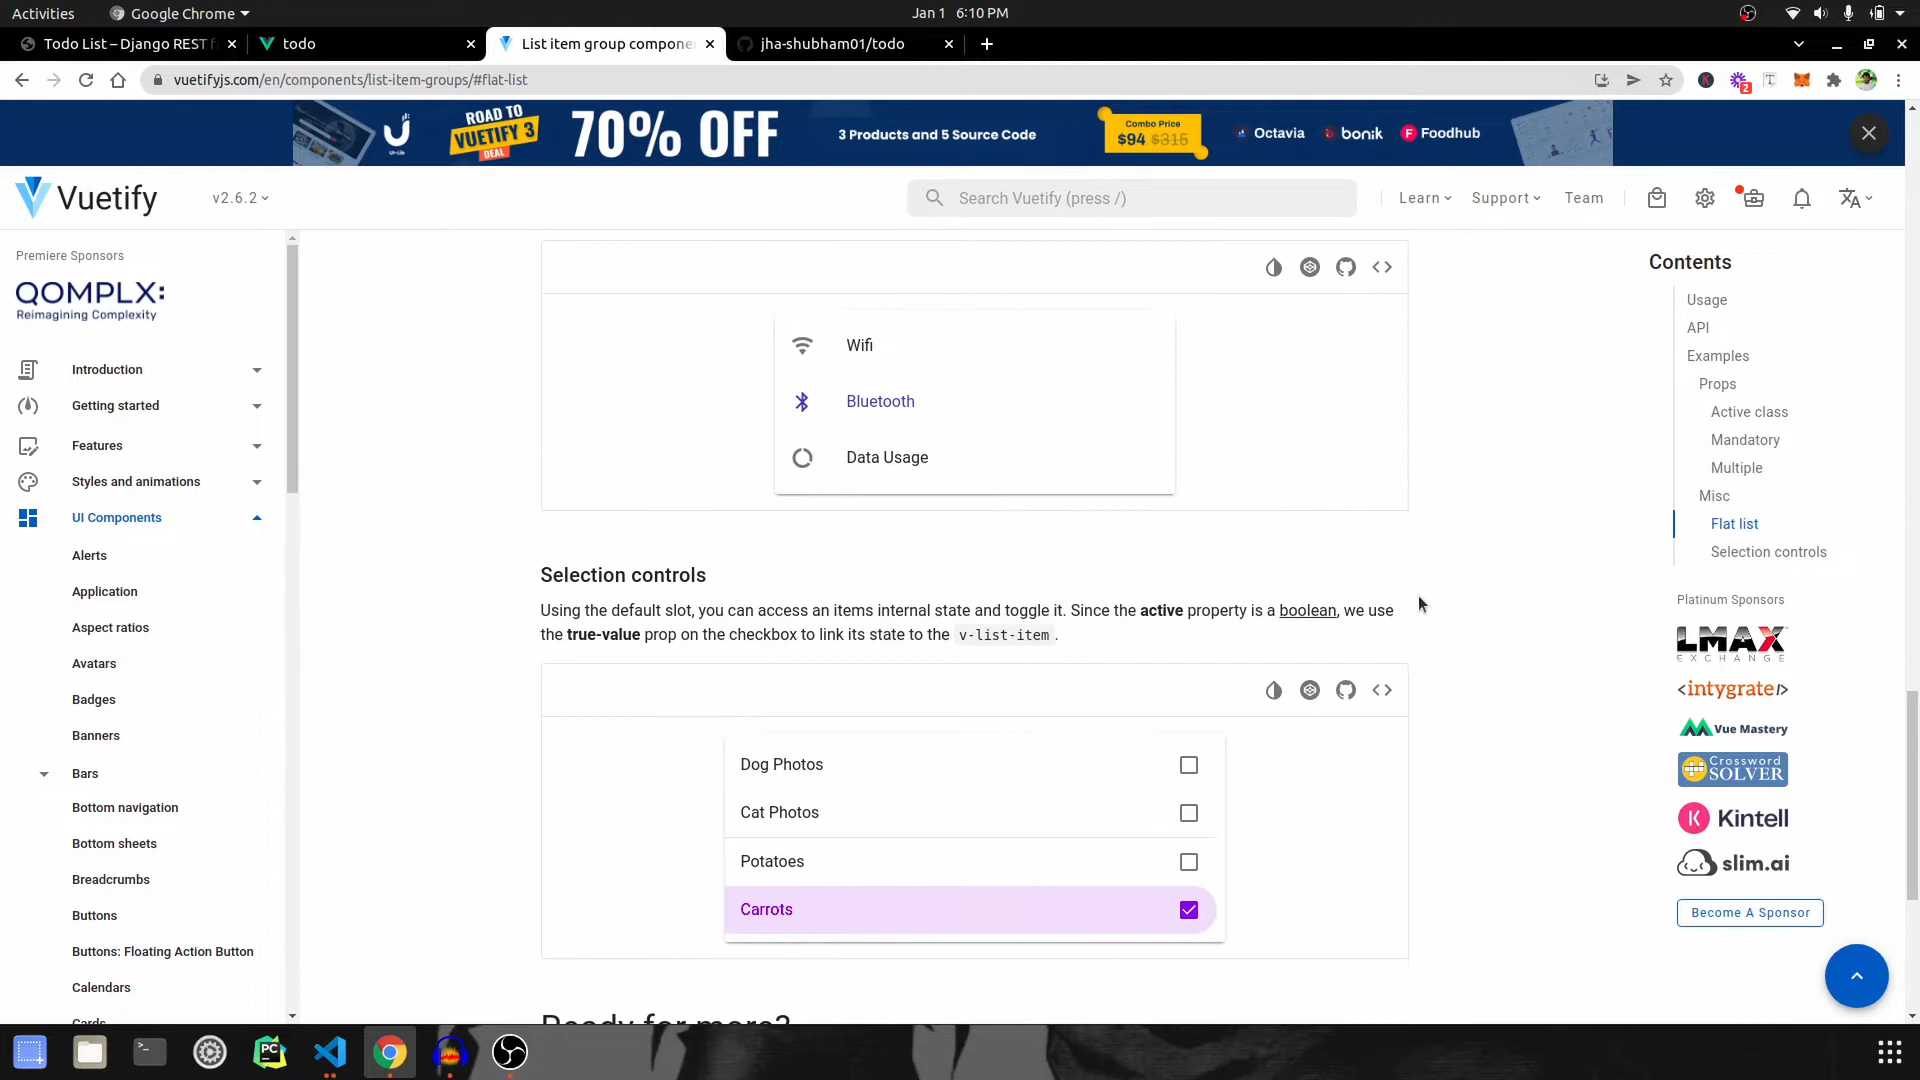 Activities
Google Chrome
Jan 1 6:10 PM
Todo List – Django REST f
todo
List item group compone
jha-shubham01/todo
vuetifyjs.com/en/components/list-item-groups/#flat-list
2
ROAD TO
VUETIFY 3
DEAL
70% OFF
3 Products and 5 Source Code
Combo Price
$94 $315
Octavia
bonik
Foodhub
Vuetify
v2.6.2
Search Vuetify (press /)
Learn
Support
Team
Premiere Sponsors
QOMPLX:
Reimagining Complexity
Introduction
Getting started
Features
Styles and animations
UI Components
Alerts
Application
Aspect ratios
Avatars
Badges
Banners
Bars
Bottom navigation
Bottom sheets
Breadcrumbs
Buttons
Buttons: Floating Action Button
Calendars
Cards
Wifi
Bluetooth
Data Usage
Selection controls
Using the default slot, you can access an items internal state and toggle it. Since the active property is a boolean, we use
the true-value prop on the checkbox to link its state to the v-list-item .
Dog Photos
Cat Photos
Potatoes
Carrots
Ready for more?
Contents
Usage
API
Examples
Props
Active class
Mandatory
Multiple
Misc
Flat list
Selection controls
Platinum Sponsors
LMAX
EXCHANGE
<intygrate/>
Vue Mastery
Crossword
SOLVER
Kintell
slim.ai
Become A Sponsor